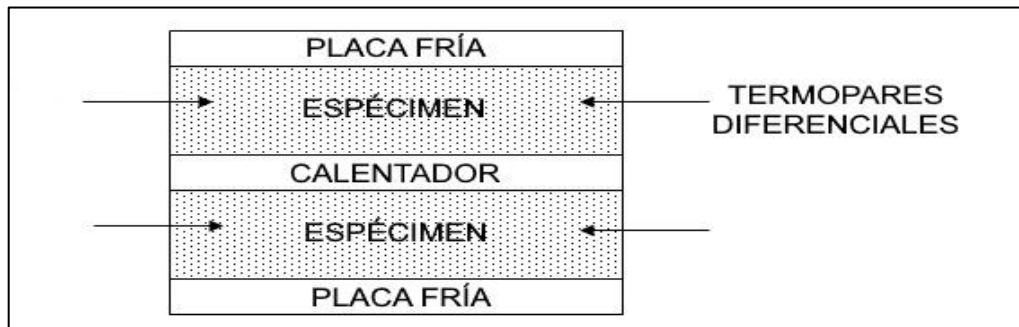 PLACA FRÍA
ESPÉCIMEN
TERMOPARES
DIFERENCIALES
CALENTADOR
ESPÉCIMEN
PLACA FRÍA